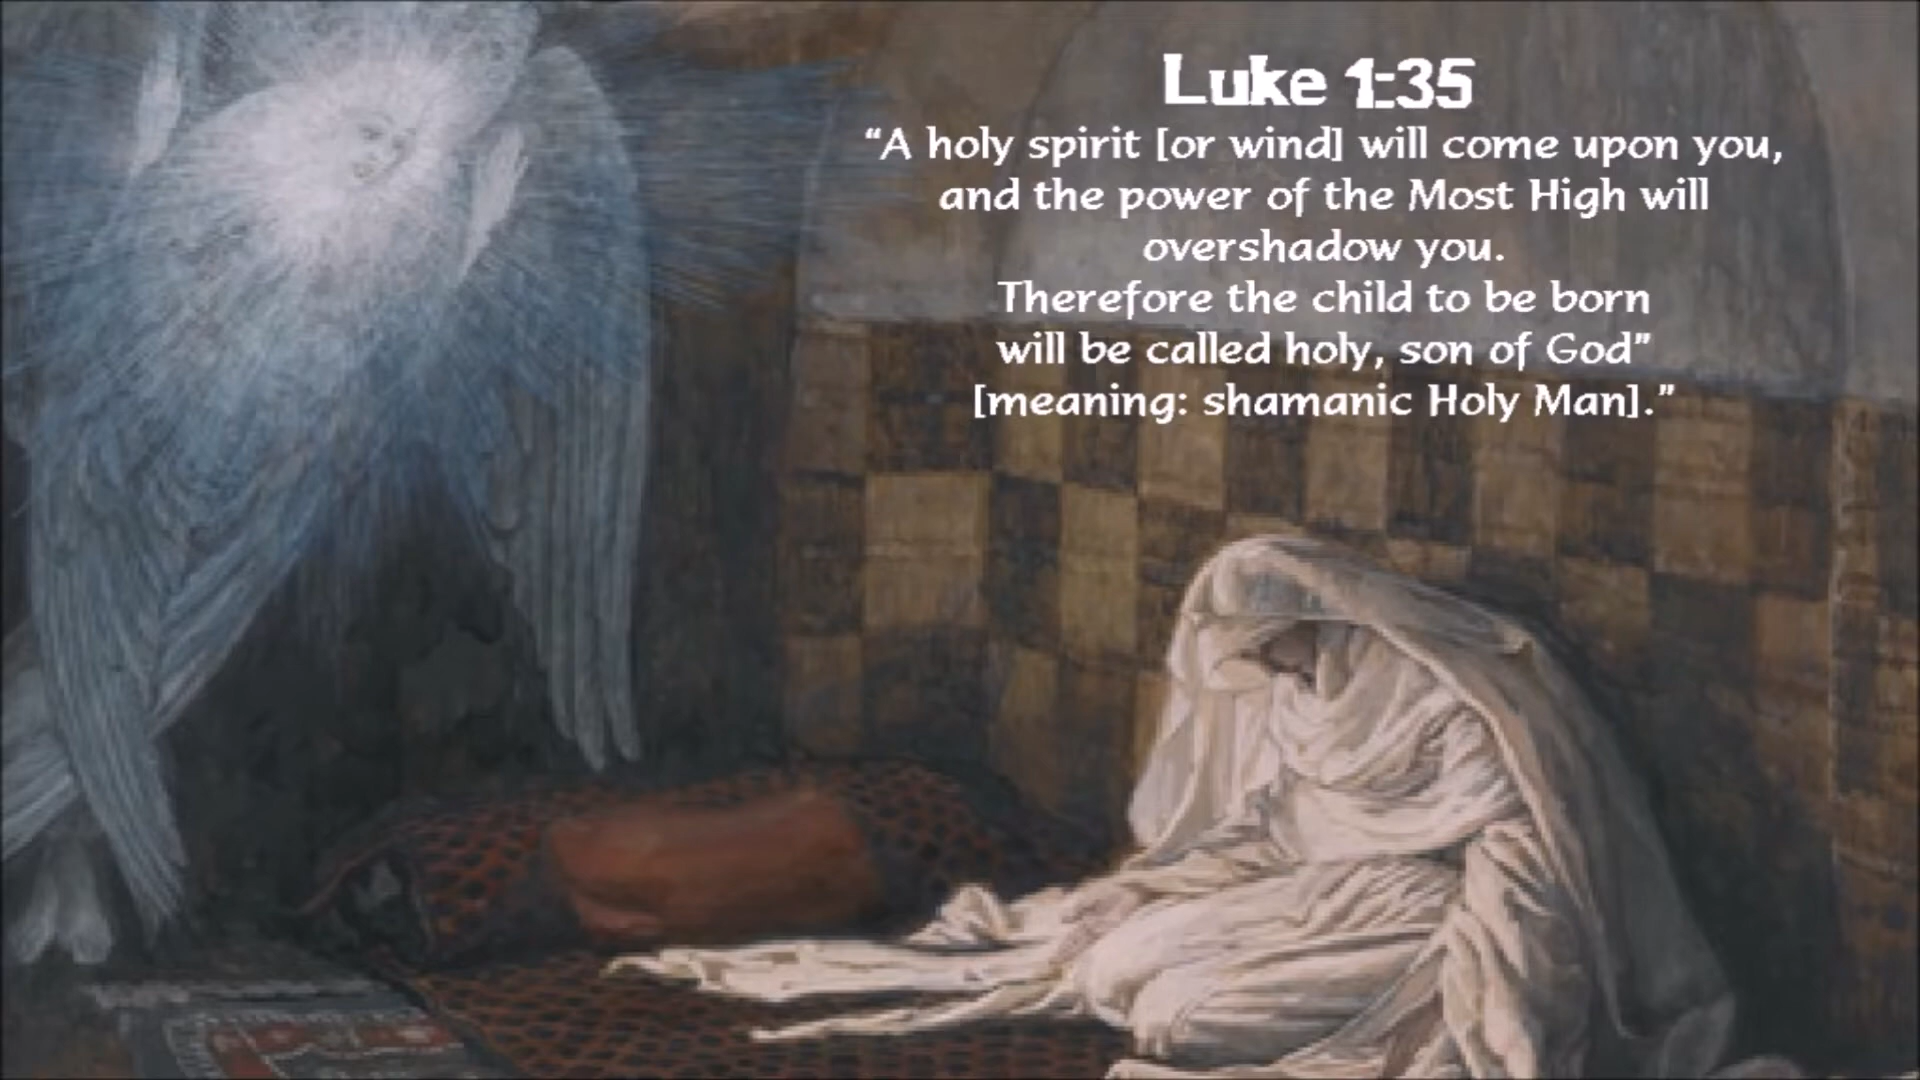 Luke 1:35
“A holy spirit [or wind] will come upon you,
and the power of the Most High will
overshadow you.
Therefore the child to be born
will be called holy, son of God”
[meaning: shamanic Holy Man].”